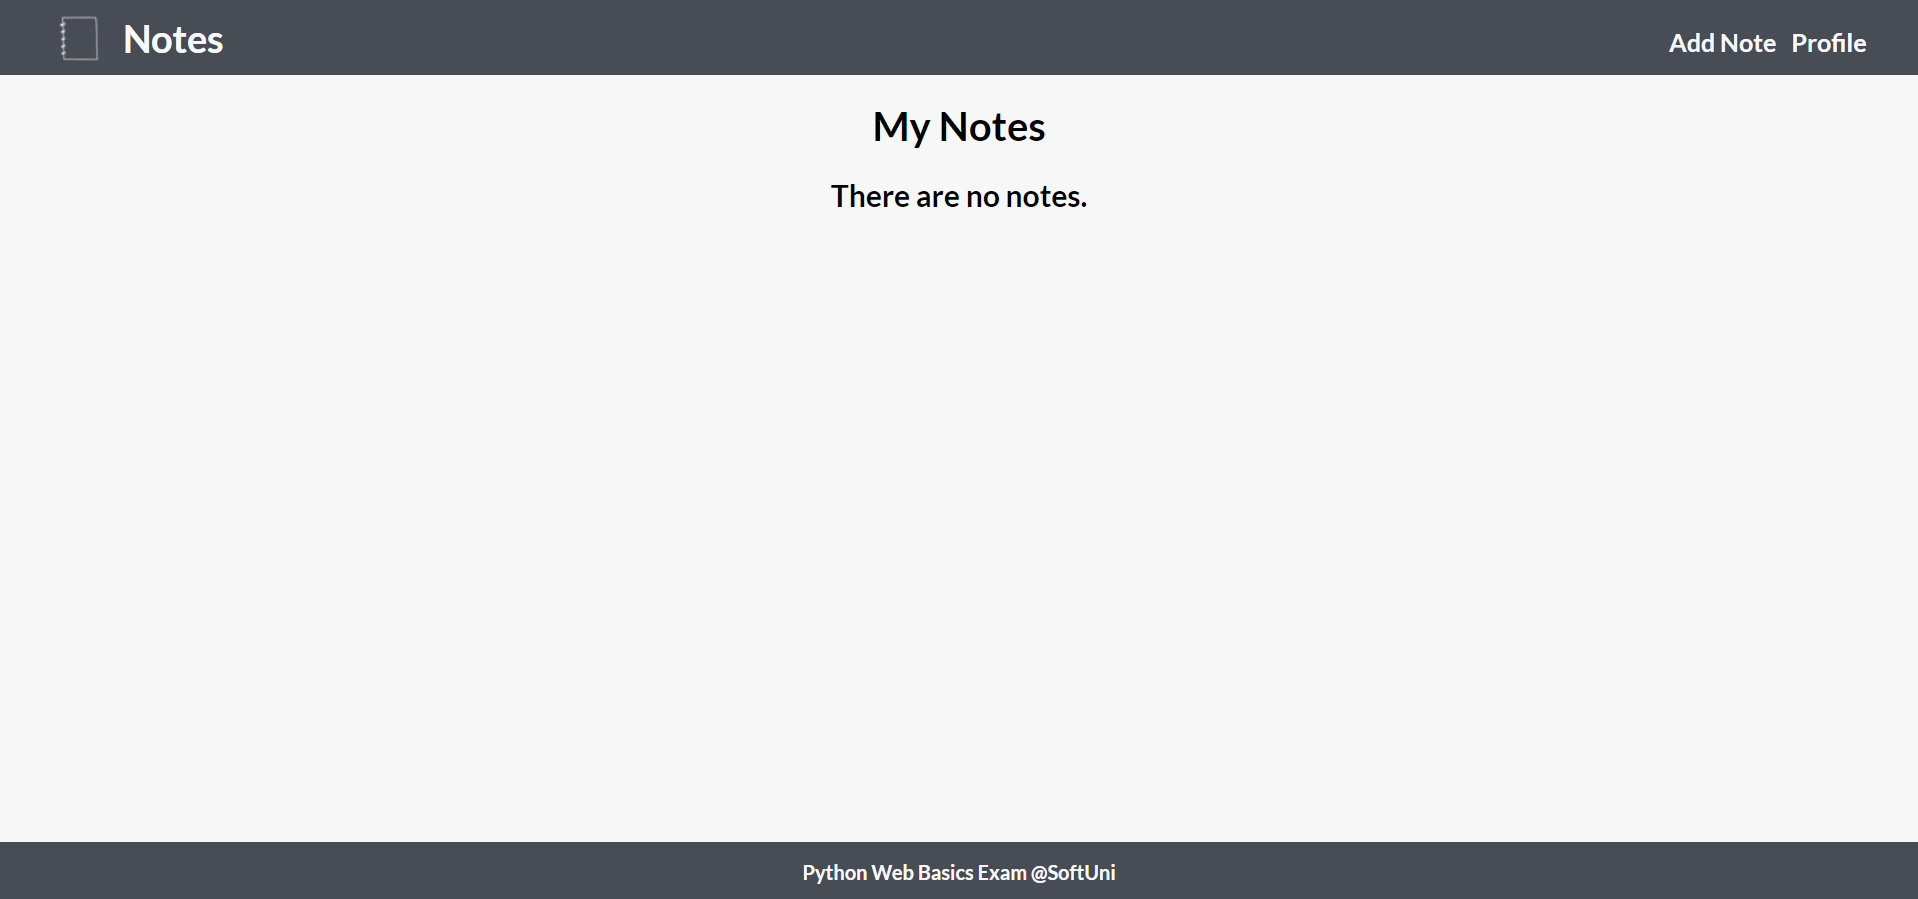 Notes
Add Note Profile
My Notes
There are no notes.
Python Web Basics Exam @SoftUni